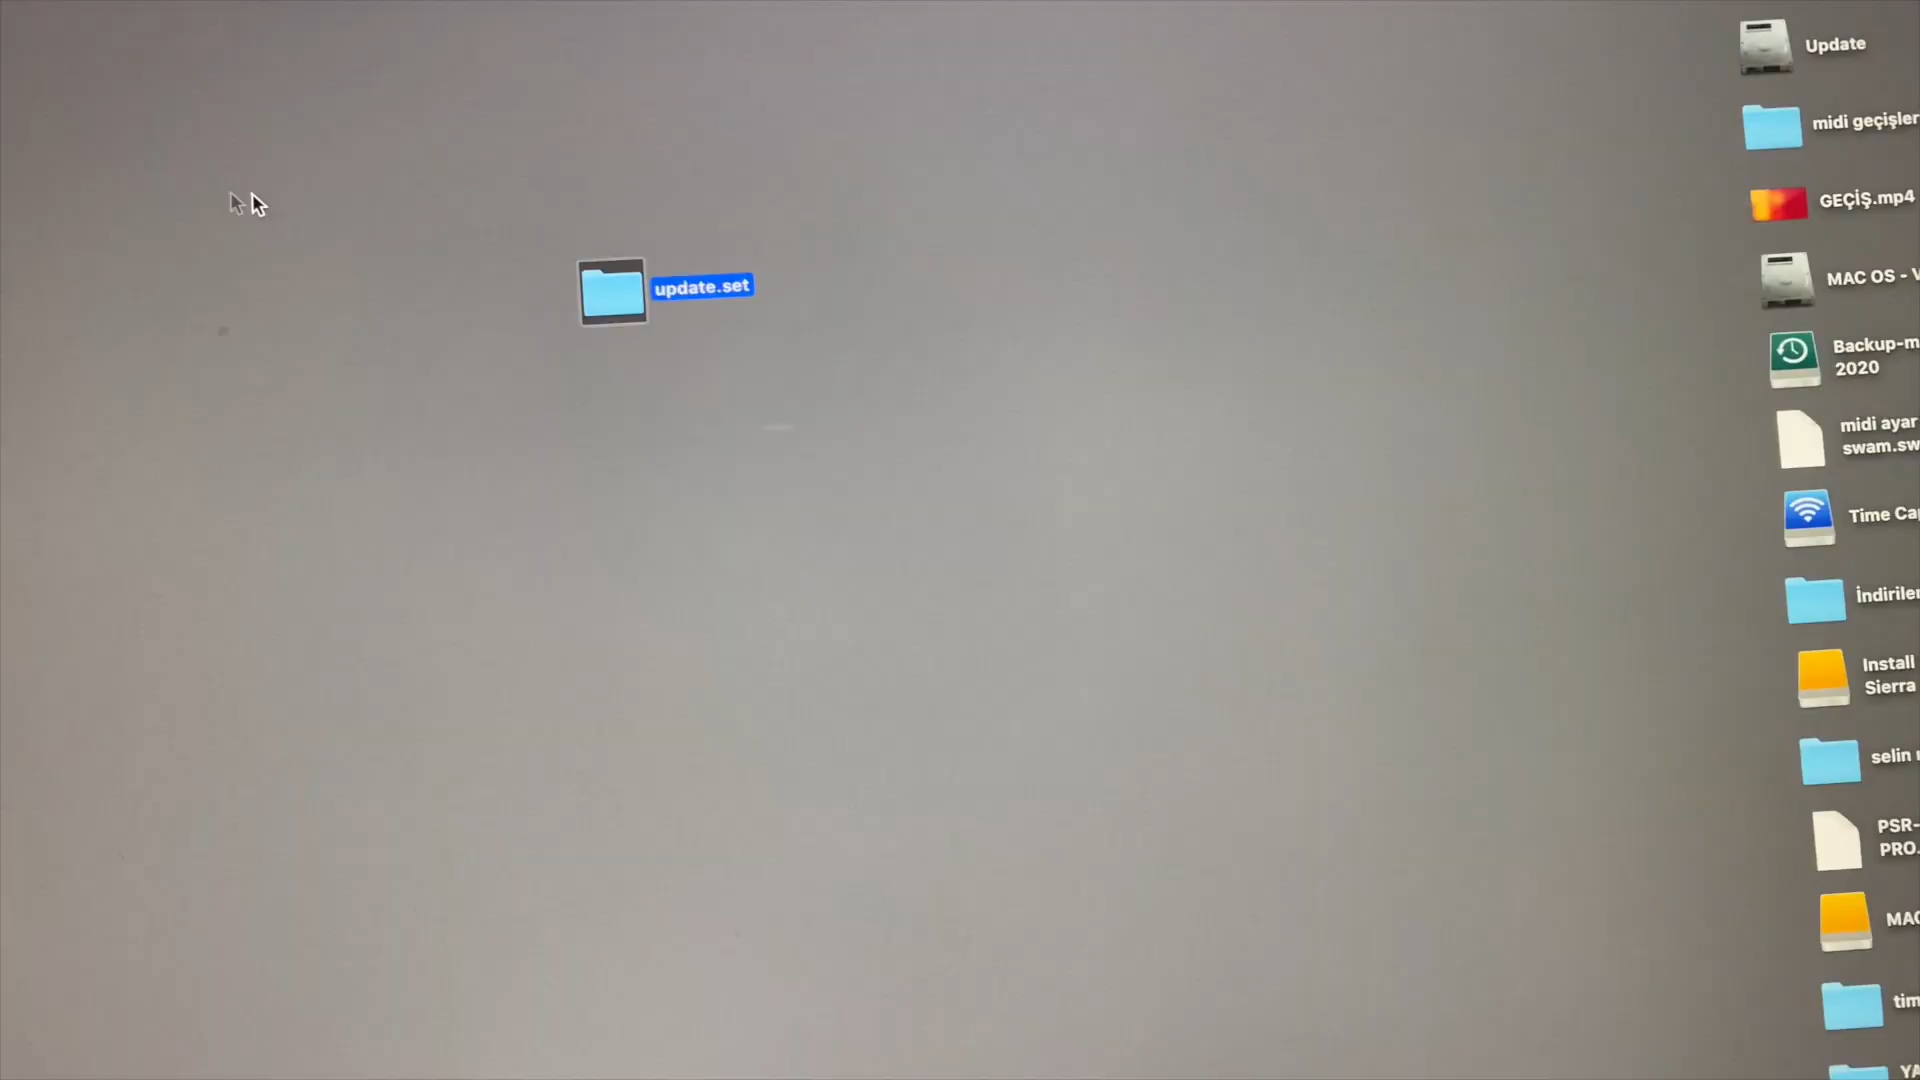 Update
midi geçişler
GEÇİŞ.mp4
update.set
MAC OS -
Backup-m
2020
midi ayar
swam.sw
Time Ca
İndirile
Install
Sierra
selin
PSR-
PRO.
MAC
tim
YA